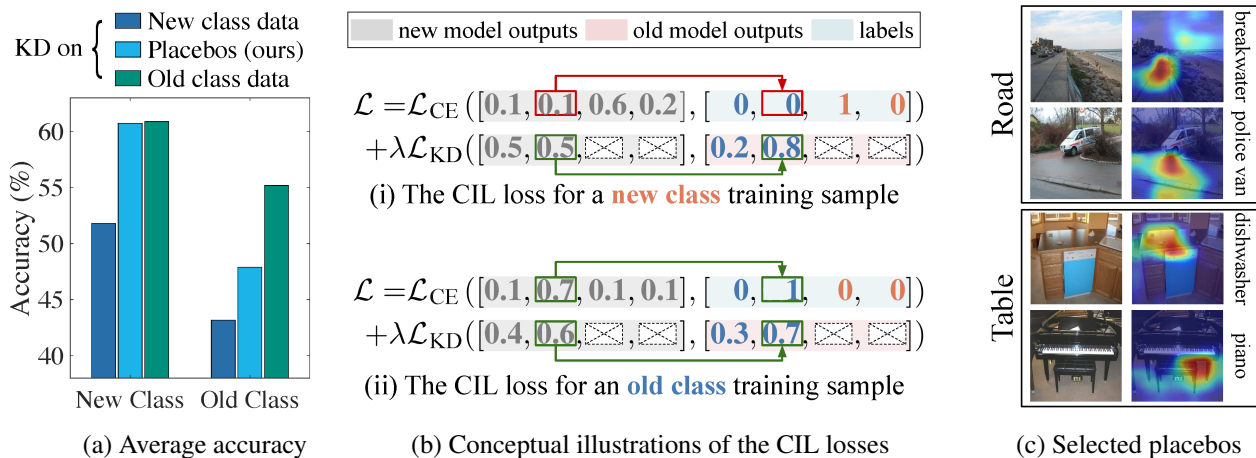 KD on { New class data
Placebos (ours)
Old class data
Accuracy (%)
60
55
50
45
40
New Class Old Class
(a) Average accuracy
new model outputs old model outputs labels
ℒ =ℒCE([0.1, 0.1, 0.6, 0.2], [ 0, 0, 1, 0])
+λℒKD([0.5, 0.5, , ], [0.2, 0.8, , ])
(i) The CIL loss for a new class training sample
ℒ =ℒCE([0.1, 0.7, 0.1, 0.1], [ 0, 1, 0, 0])
+λℒKD([0.4, 0.6, , ], [0.3, 0.7, , ])
(ii) The CIL loss for an old class training sample
(b) Conceptual illustrations of the CIL losses
Road
breakwater
police van
Table
dishwasher
piano
(c) Selected placebos